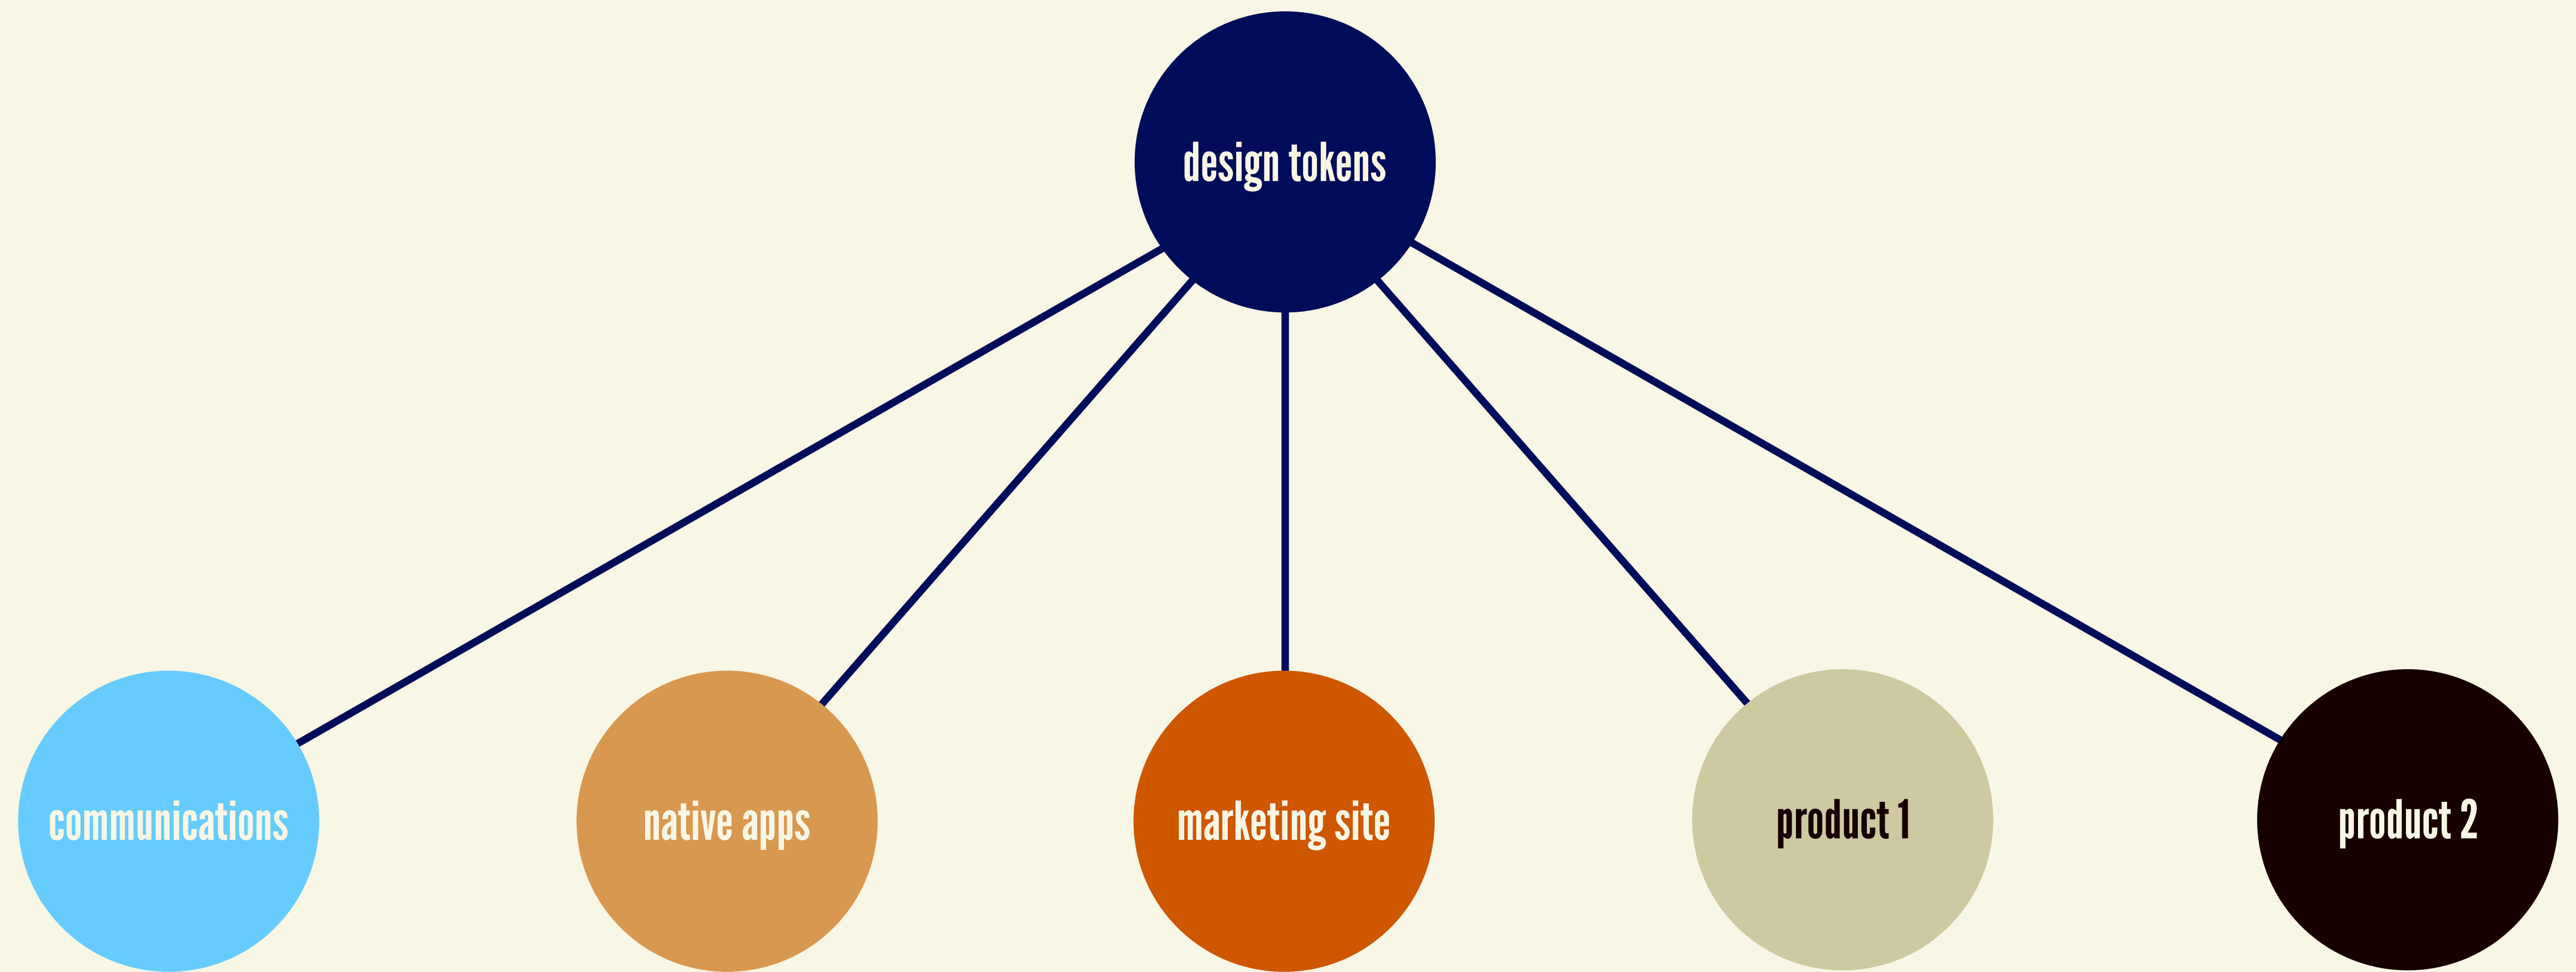 design tokens
communications
native apps
marketing site
product 1
product 2